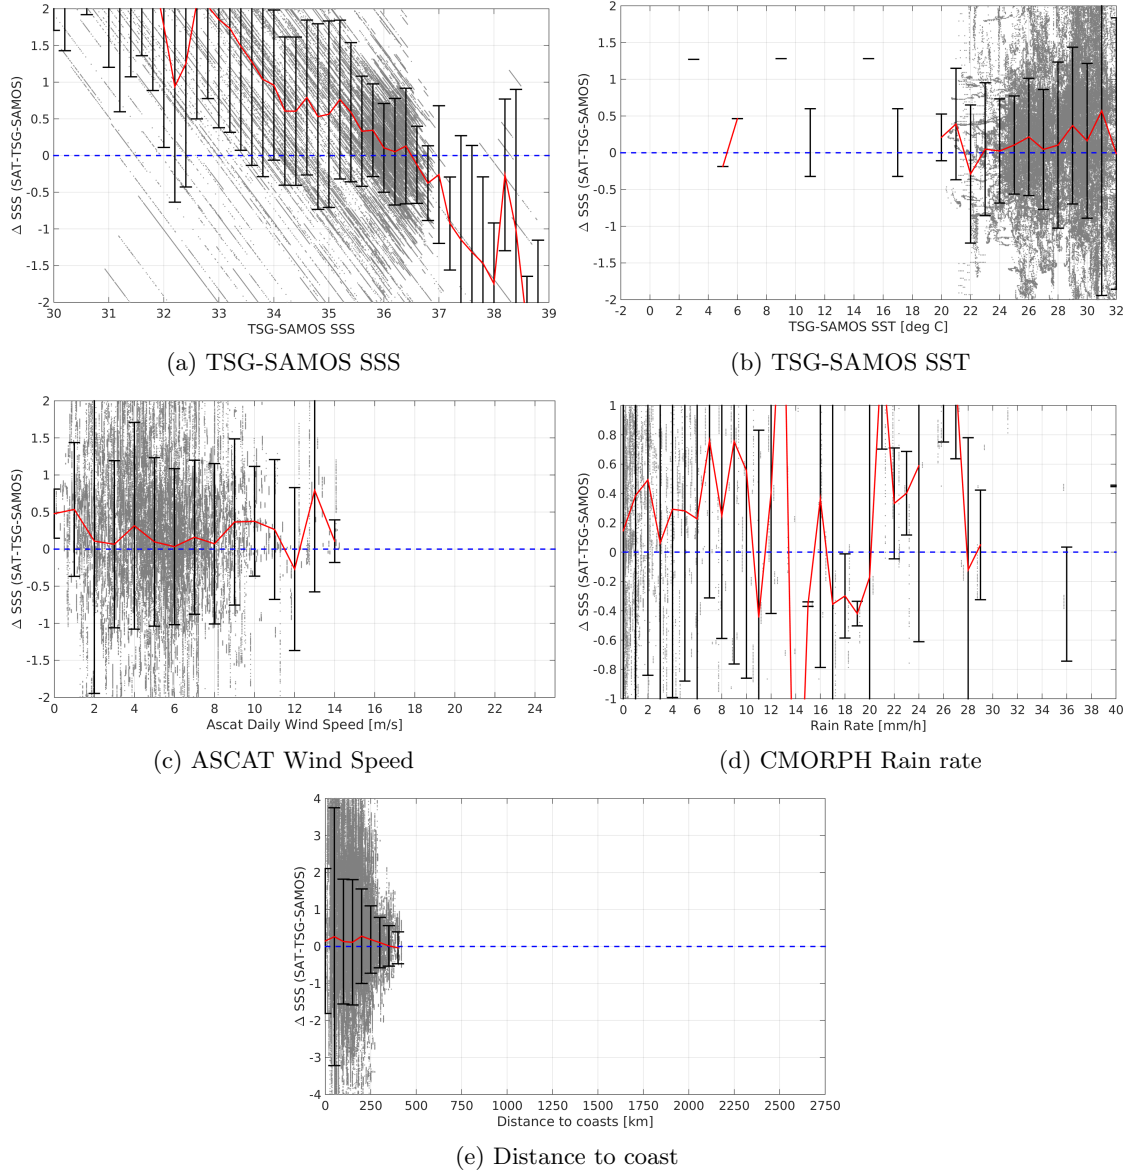 2
1.5
1
0.5
0
-0.5
-1
-1.5
-2
Δ SSS (SAT-TSG-SAMOS)
30 31 32 33 34 35 36 37 38 39
TSG-SAMOS SSS
(a) TSG-SAMOS SSS
2
1.5
1
0.5
0
-0.5
-1
-1.5
-2
Δ SSS (SAT-TSG-SAMOS)
-2 0 2 4 6 8 10 12 14 16 18 20 22 24 26 28 30 32
TSG-SAMOS SST [deg C]
(b) TSG-SAMOS SST
2
1.5
1
0.5
0
-0.5
-1
-1.5
-2
Δ SSS (SAT-TSG-SAMOS)
0 2 4 6 8 10 12 14 16 18 20 22 24
Ascat Daily Wind Speed [m/s]
(c) ASCAT Wind Speed
1
0.8
0.6
0.4
0.2
0
-0.2
-0.4
-0.6
-0.8
-1
Δ SSS (SAT-TSG-SAMOS)
0 2 4 6 8 10 12 14 16 18 20 22 24 26 28 30 32 34 36 38 40
Rain Rate [mm/h]
(d) CMORPH Rain rate
4
3
2
1
0
-1
-2
-3
-4
Δ SSS (SAT-TSG-SAMOS)
0 250 500 750 1000 1250 1500 1750 2000 2250 2500 2750
Distance to coasts [km]
(e) Distance to coast